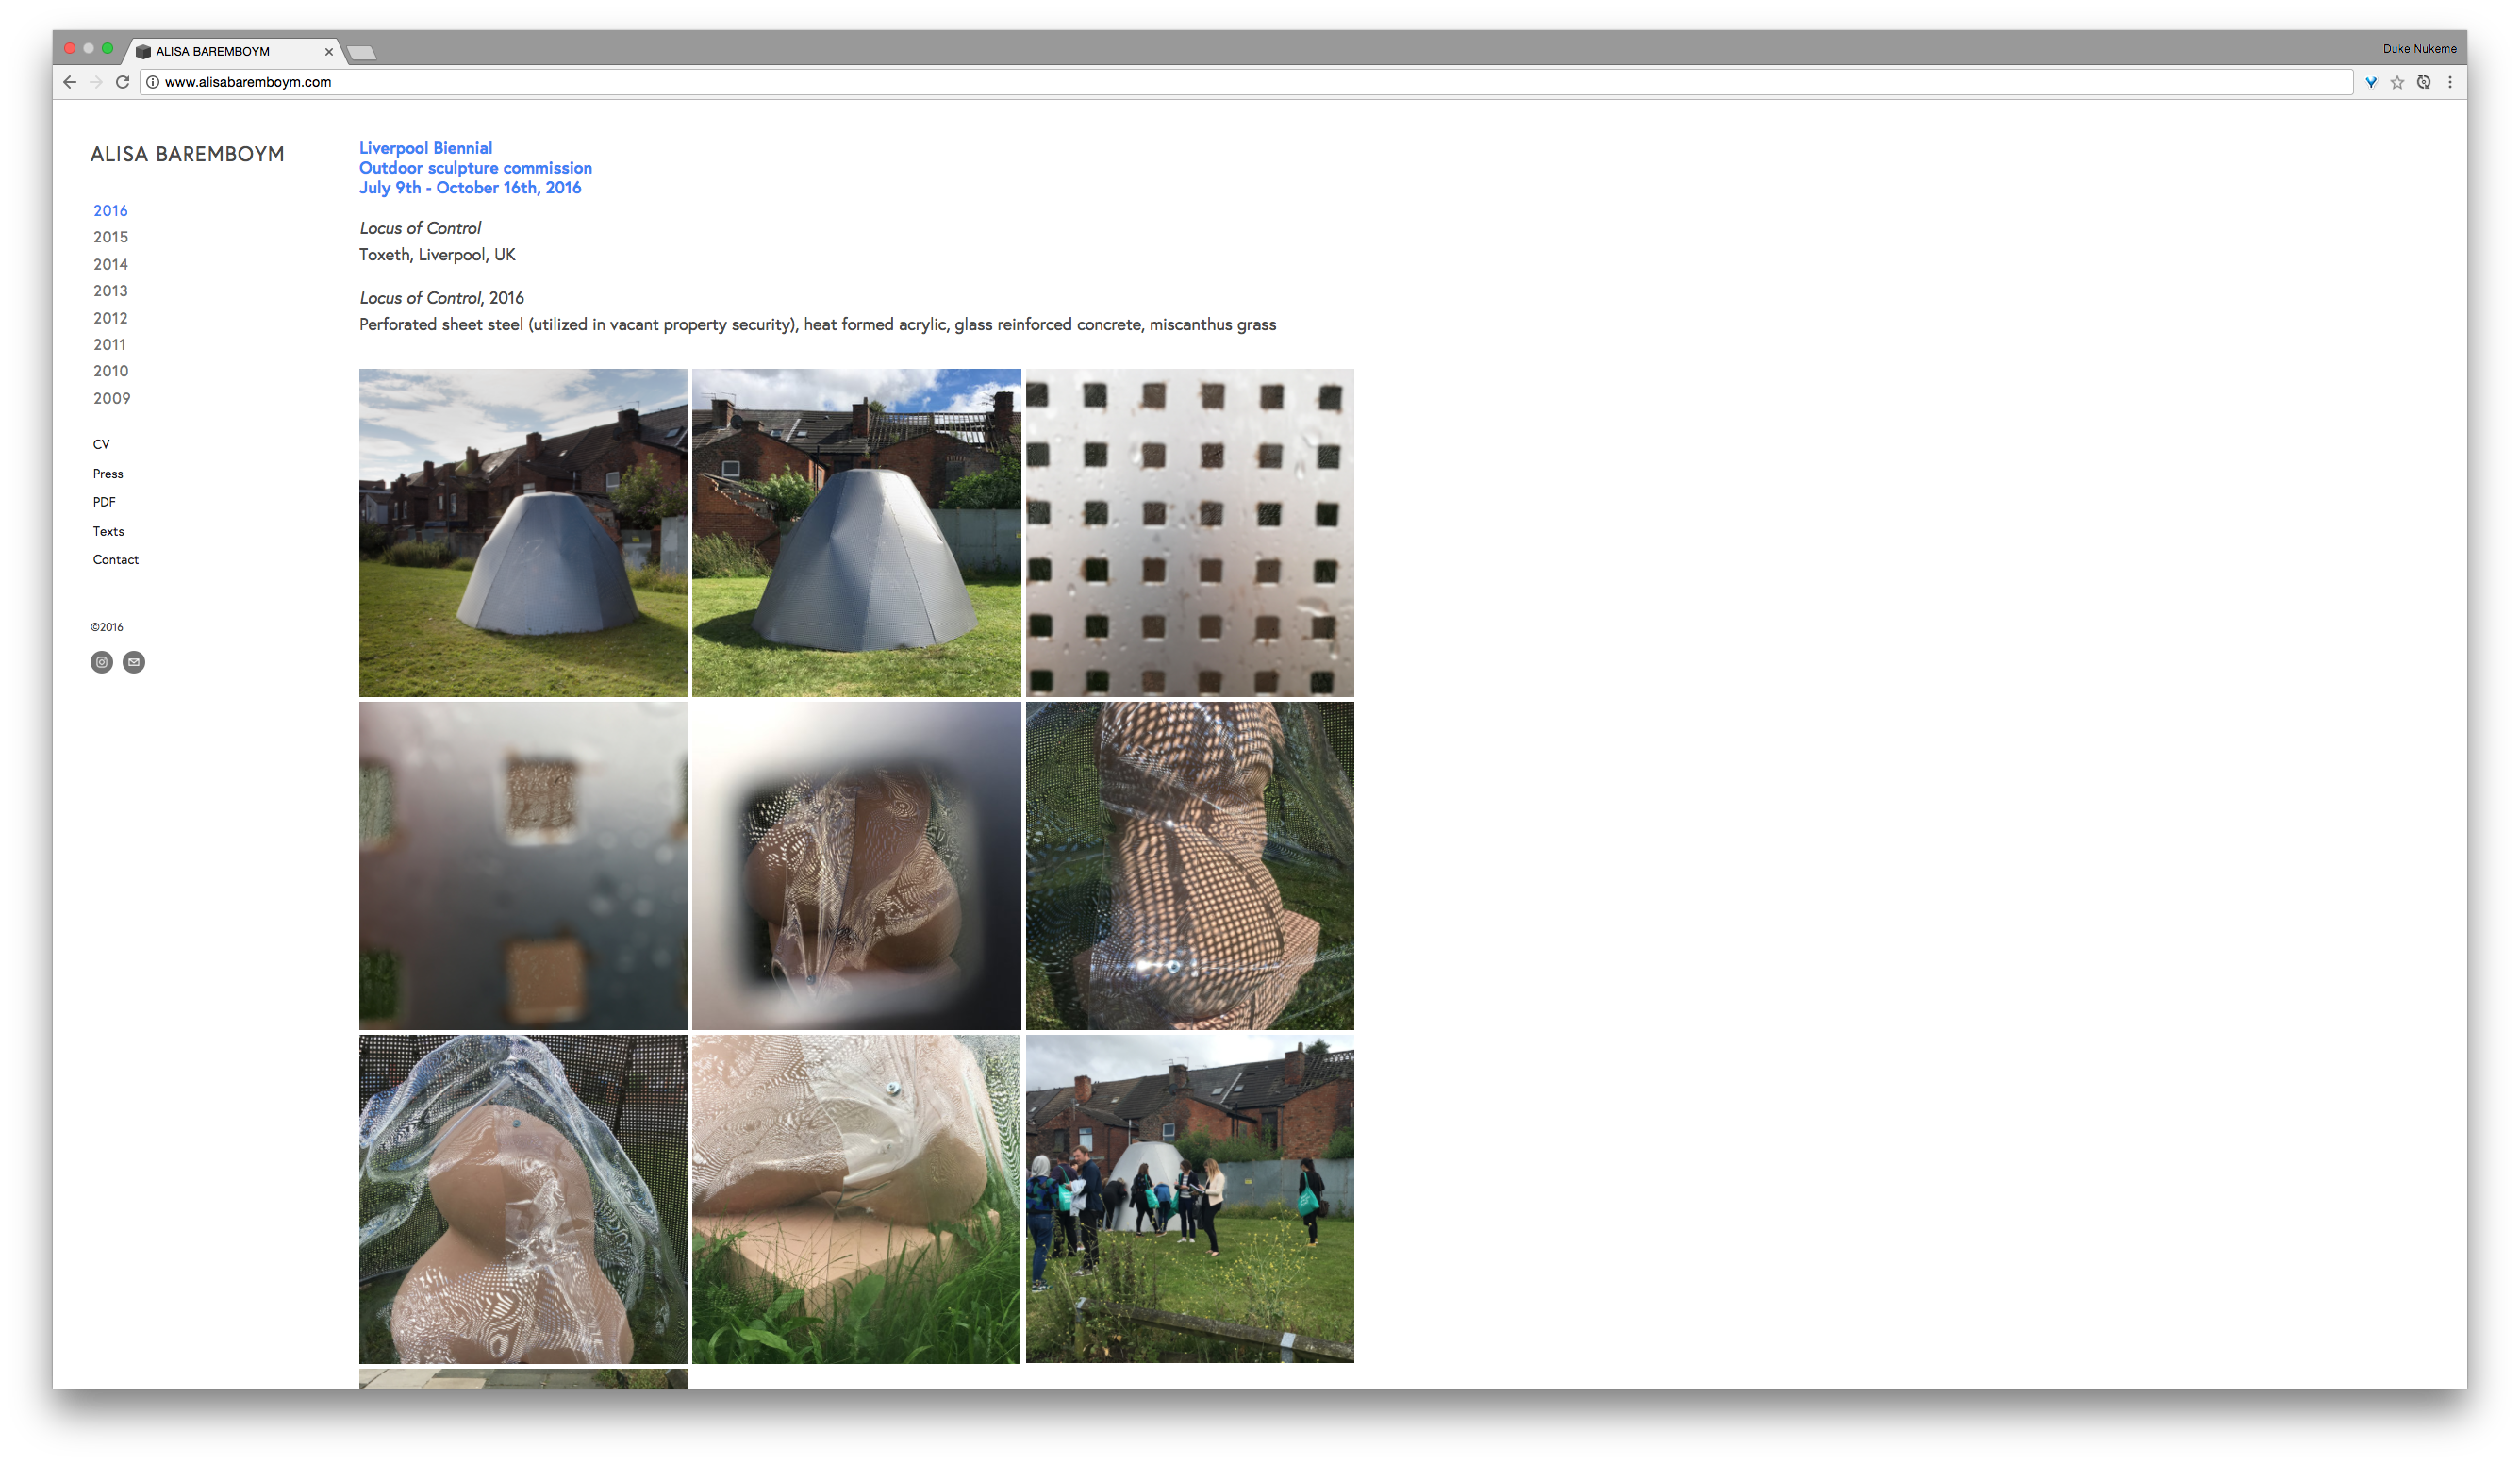 ALISA BAREMBOYM
Duke Nukeme
www.alisabaremboym.com
ALISA BAREMBOYM
2016
2015
2014
2013
2012
2011
2010
2009
CV
Press
PDF
Texts
Contact
©2016
Liverpool Biennial
Outdoor sculpture commission
July 9th - October 16th, 2016
Locus of Control
Toxeth, Liverpool, UK
Locus of Control, 2016
Perforated sheet steel (utilized in vacant property security), heat formed acrylic, glass reinforced concrete, miscanthus grass